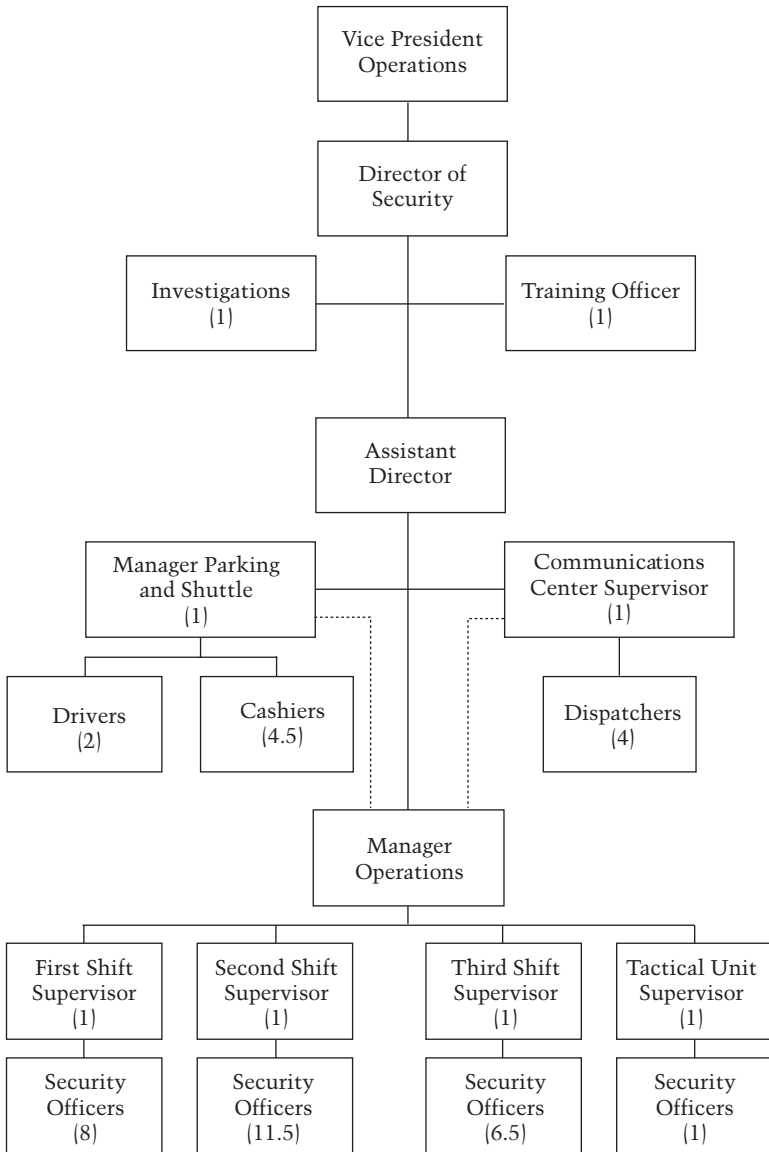 Vice President
Operations
Director of
Security
Investigations
(1)
Training Officer
(1)
Assistant
Director
Manager Parking
and Shuttle
(1)
Communications
Center Supervisor
(1)
Drivers
(2)
Cashiers
(4.5)
Dispatchers
(4)
Manager
Operations
First Shift
Supervisor
(1)
Second Shift
Supervisor
(1)
Third Shift
Supervisor
(1)
Tactical Unit
Supervisor
(1)
Security
Officers
(8)
Security
Officers
(11.5)
Security
Officers
(6.5)
Security
Officers
(1)